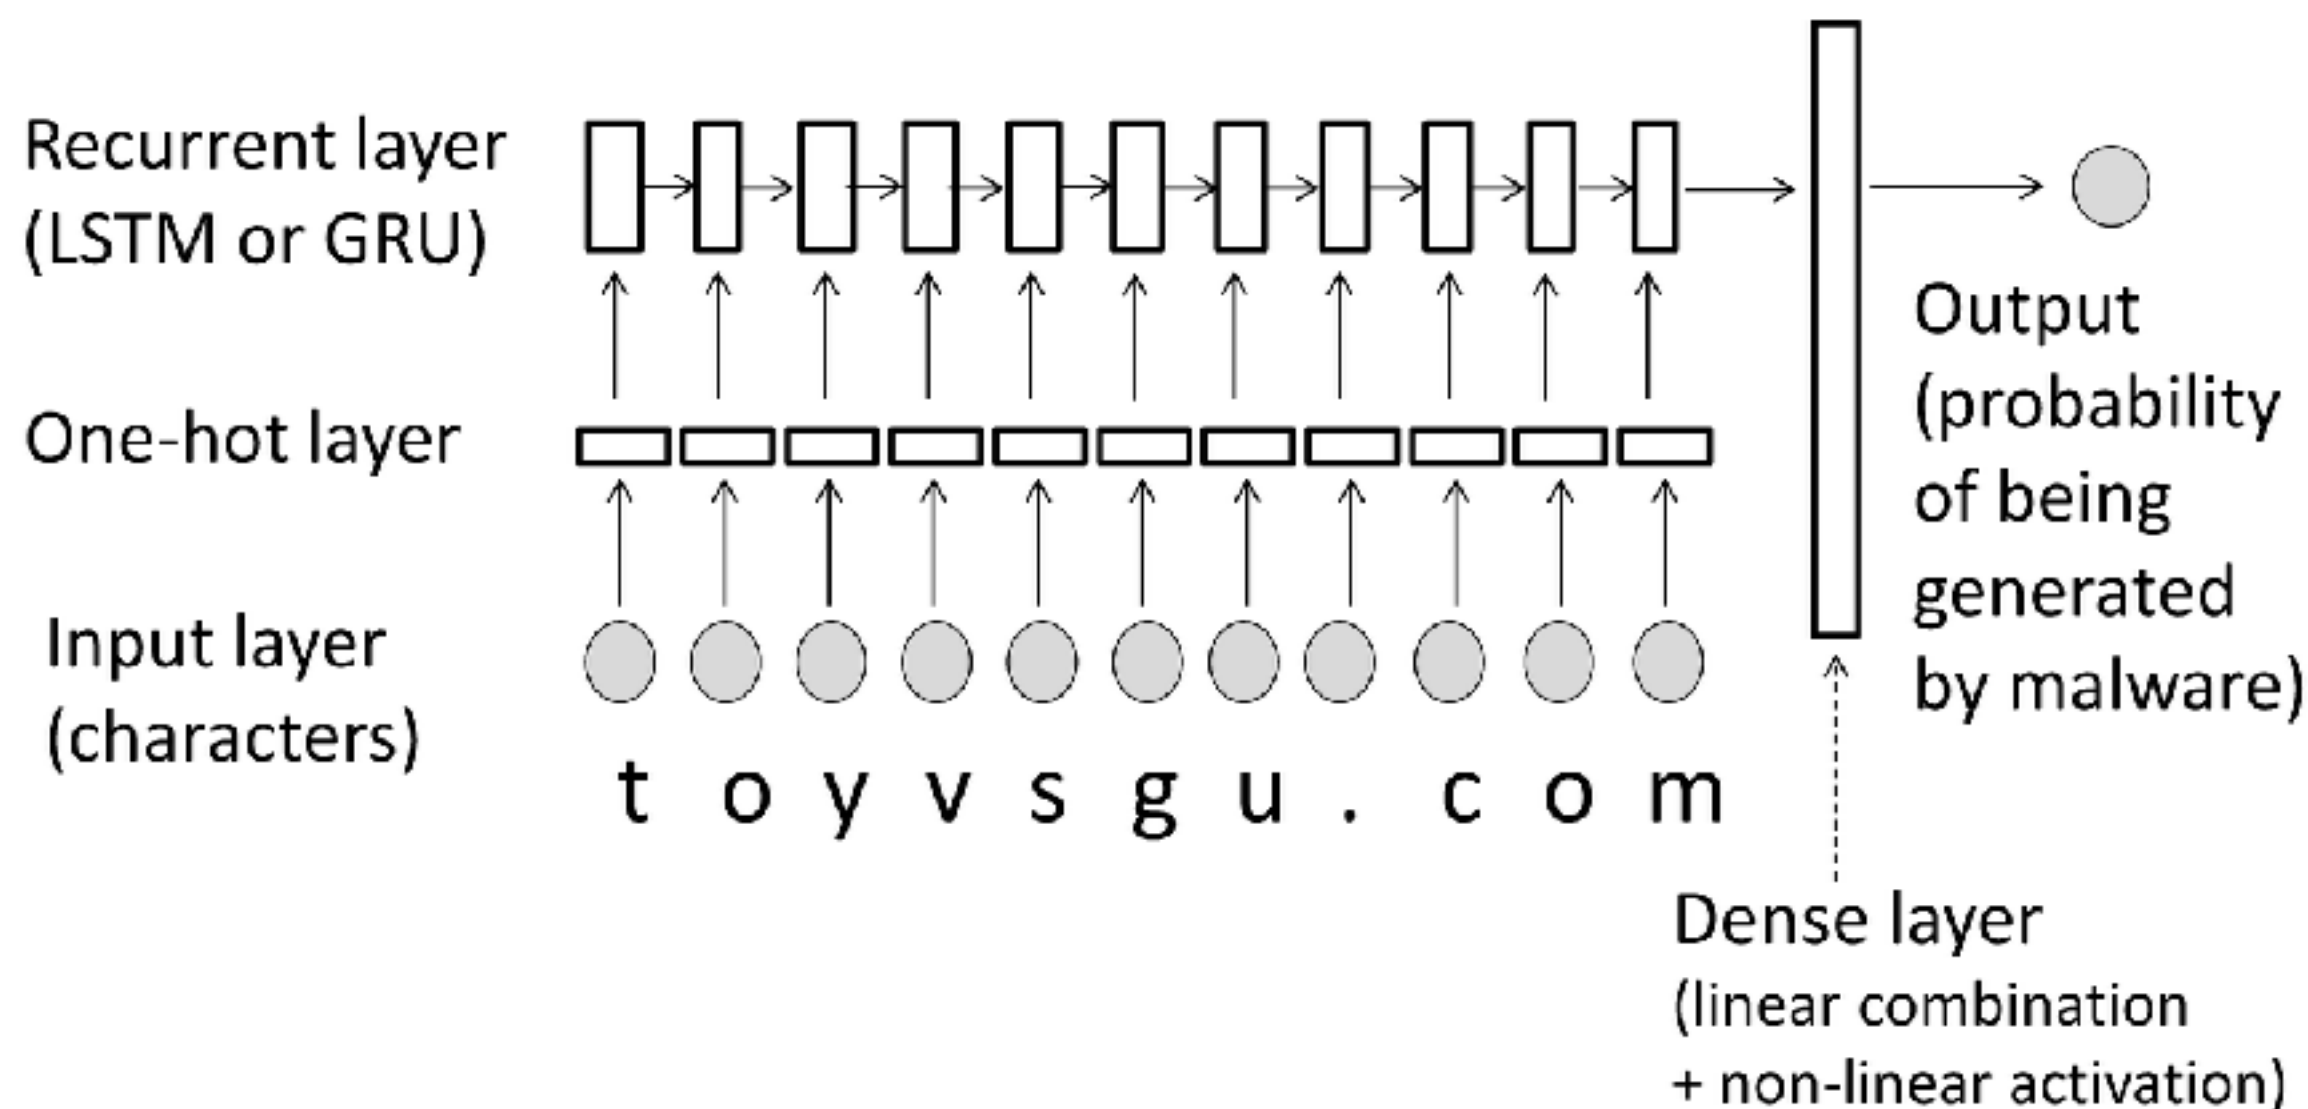 Recurrent layer
(LSTM or GRU)
One-hot layer
Input layer
(characters)
t o y v s g u . c o m
Output
(probability
of being
generated
by malware)
Dense layer
(linear combination
+ non-linear activation)